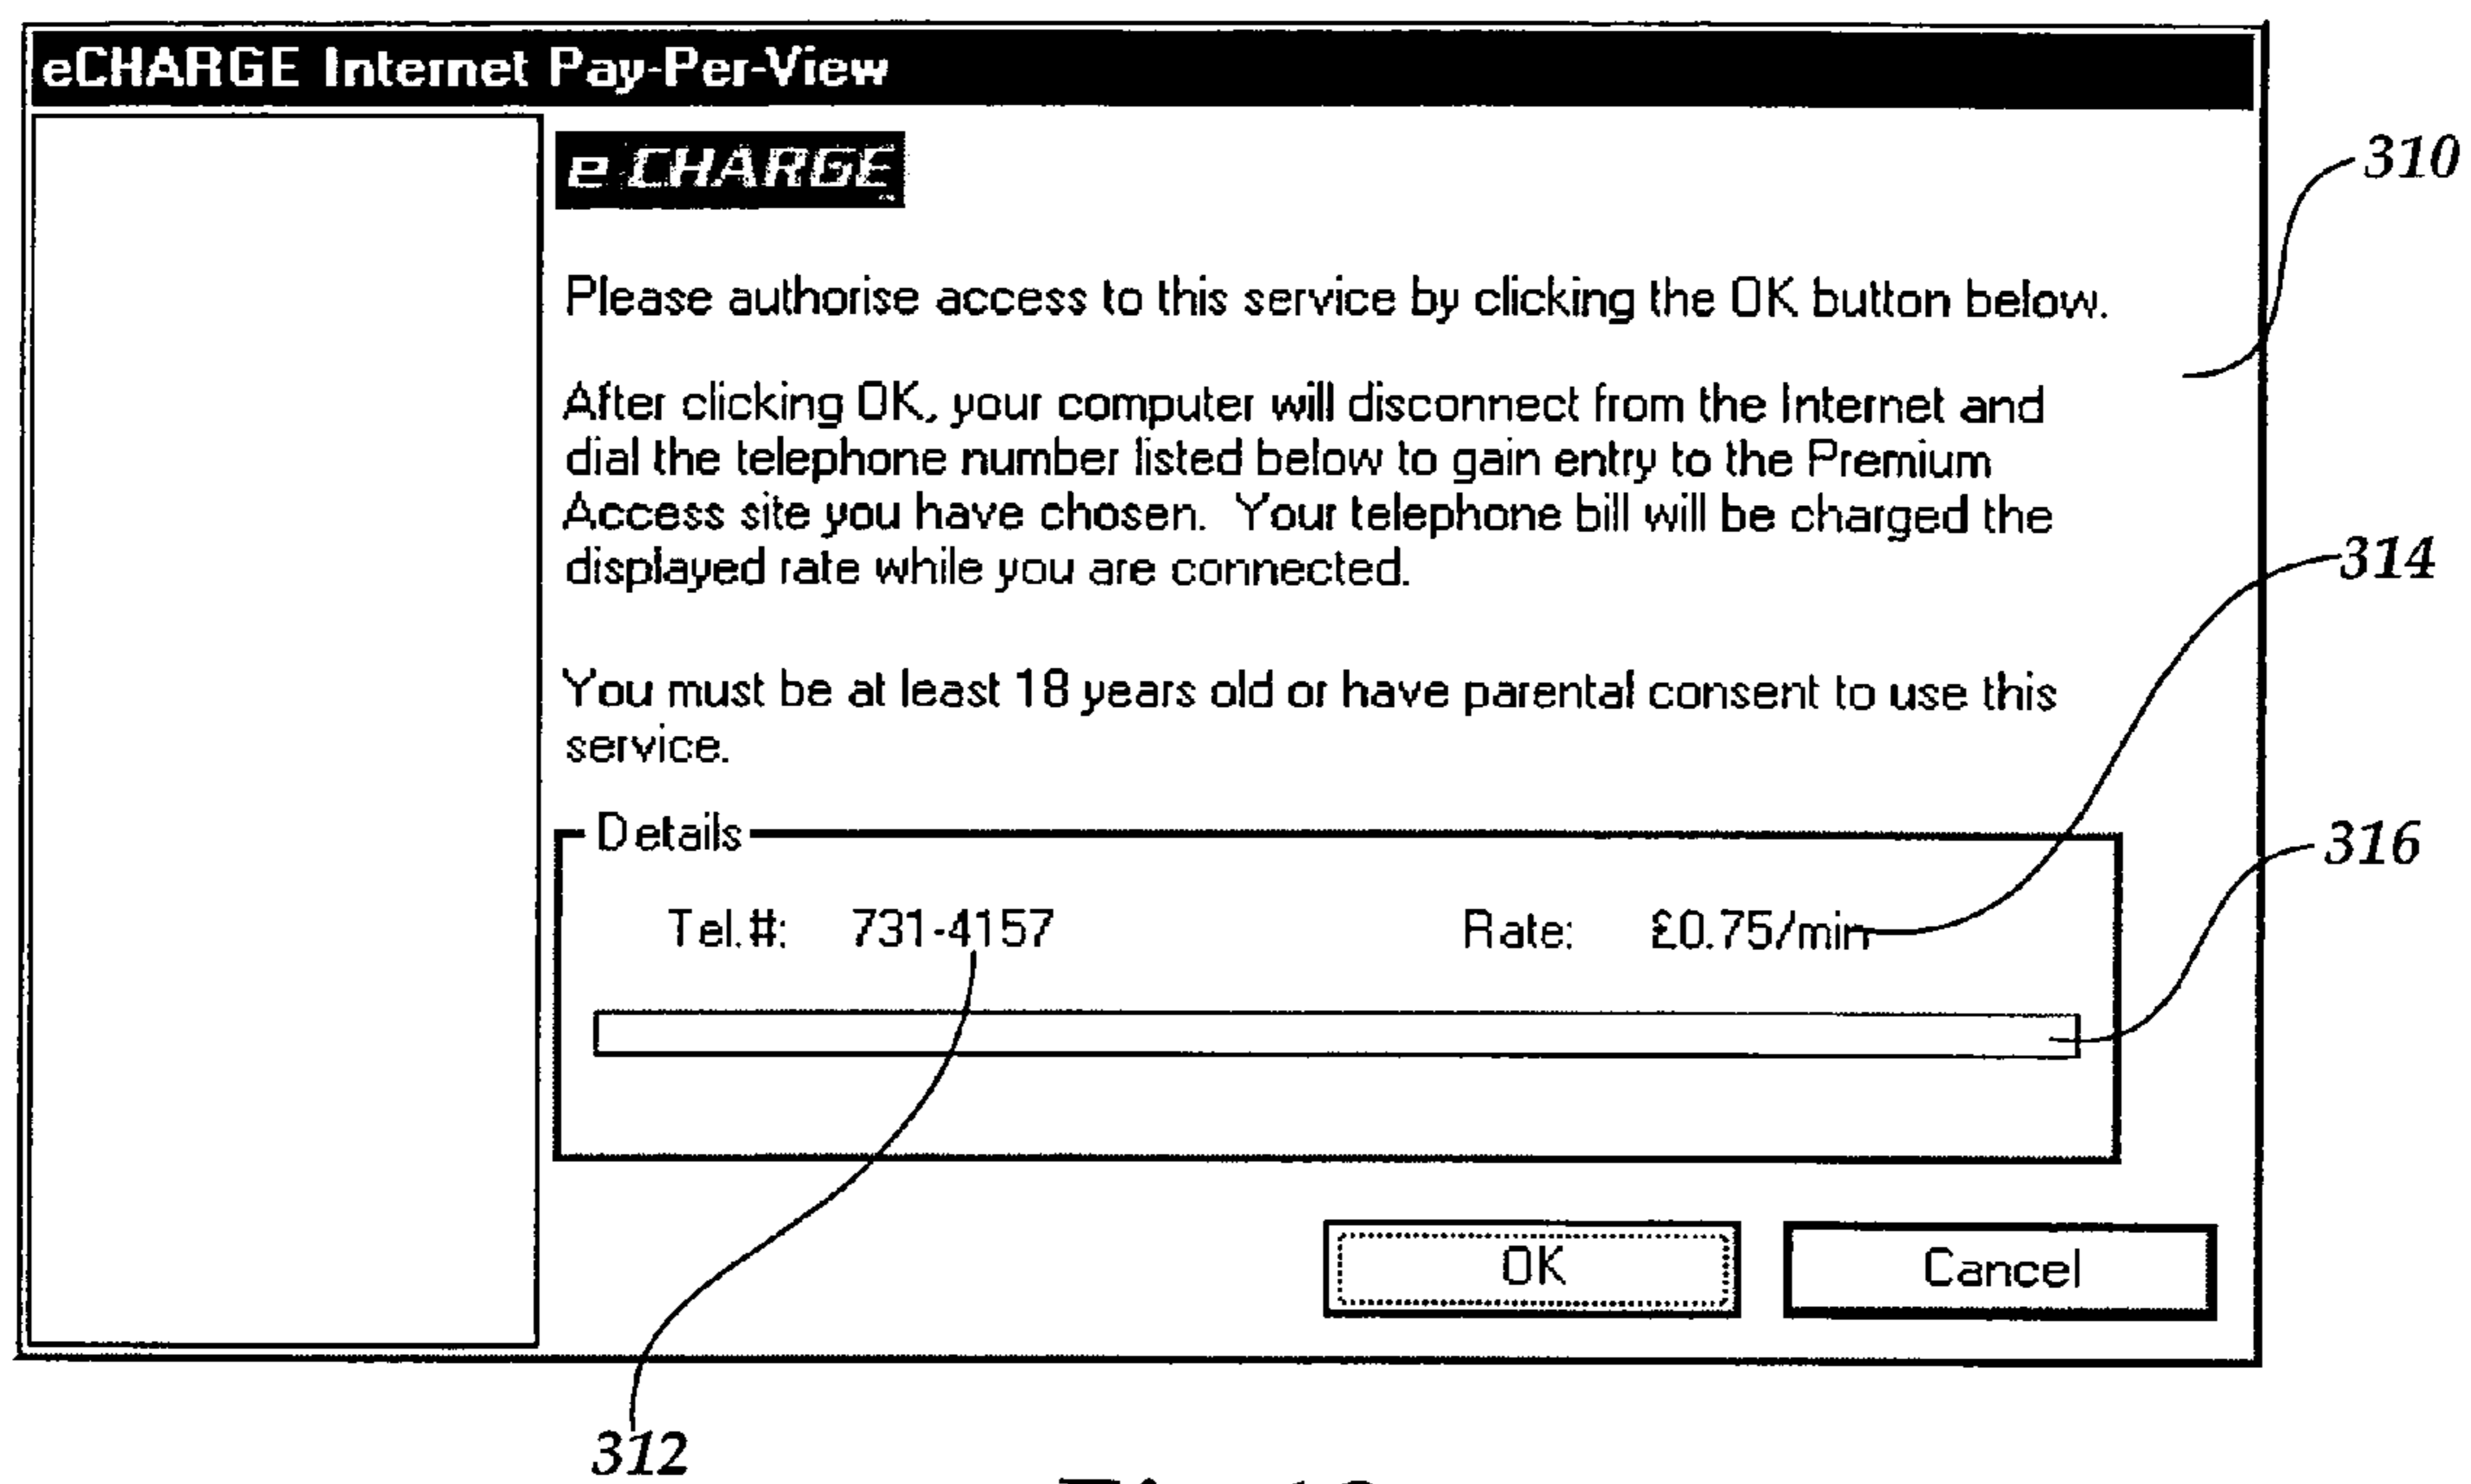 eCHARGE Internet Pay-Per-View
e CHARGE
310
Please authorise access to this service by clicking the OK button below.
After clicking OK, your computer will disconnect from the Internet and
dial the telephone number listed below to gain entry to the Premium
Access site you have chosen. Your telephone bill will be charged the
displayed rate while you are connected.
314
You must be at least 18 years old or have parental consent to use this
service.
Details
316
Tel.#: 731-4157 Rate: £0.75/min
OK Cancel
312